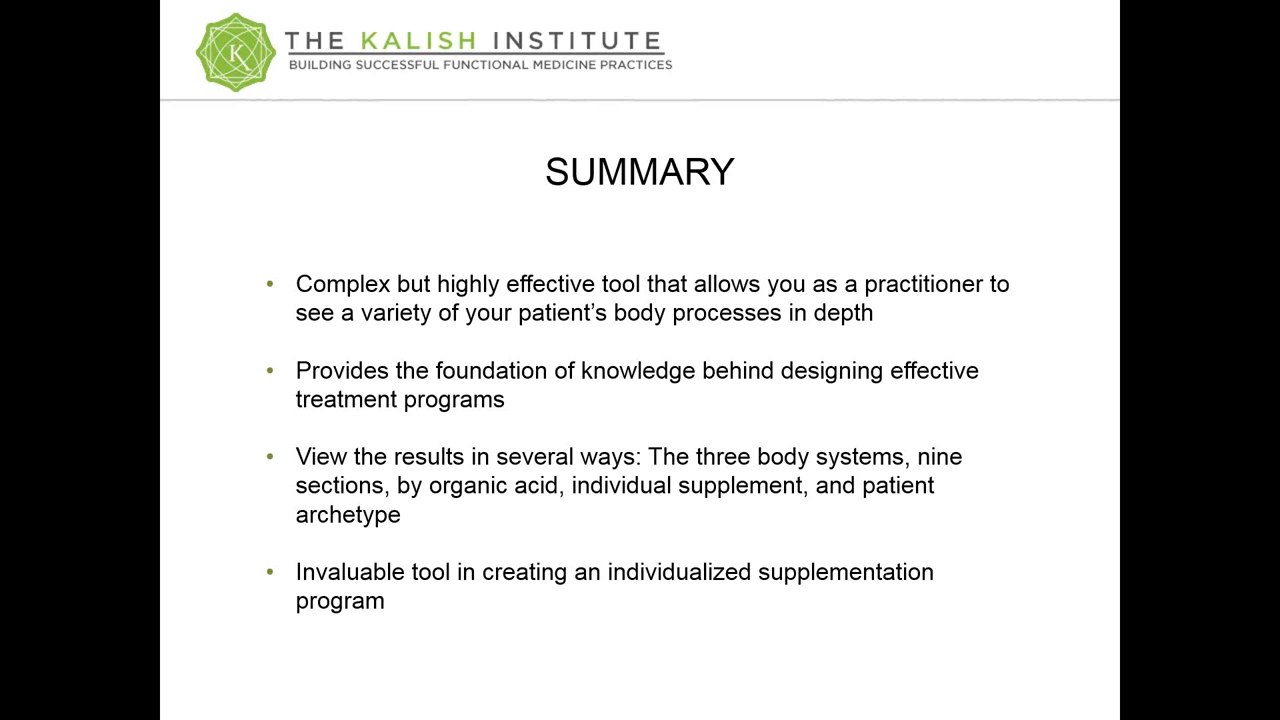 K
THE KALISH INSTITUTE
BUILDING SUCCESSFUL FUNCTIONAL MEDICINE PRACTICES
SUMMARY
• Complex but highly effective tool that allows you as a practitioner to
see a variety of your patient’s body processes in depth
• Provides the foundation of knowledge behind designing effective
treatment programs
• View the results in several ways: The three body systems, nine
sections, by organic acid, individual supplement, and patient
archetype
• Invaluable tool in creating an individualized supplementation
program